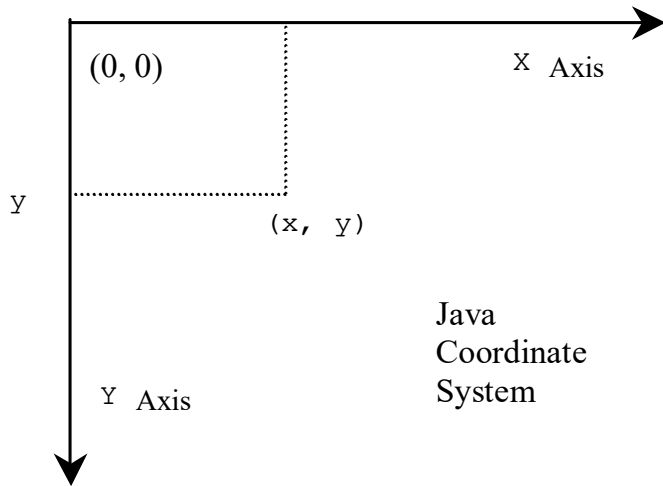 (0, 0)
X Axis
y
(x, y)
Java
Coordinate
System
Y Axis